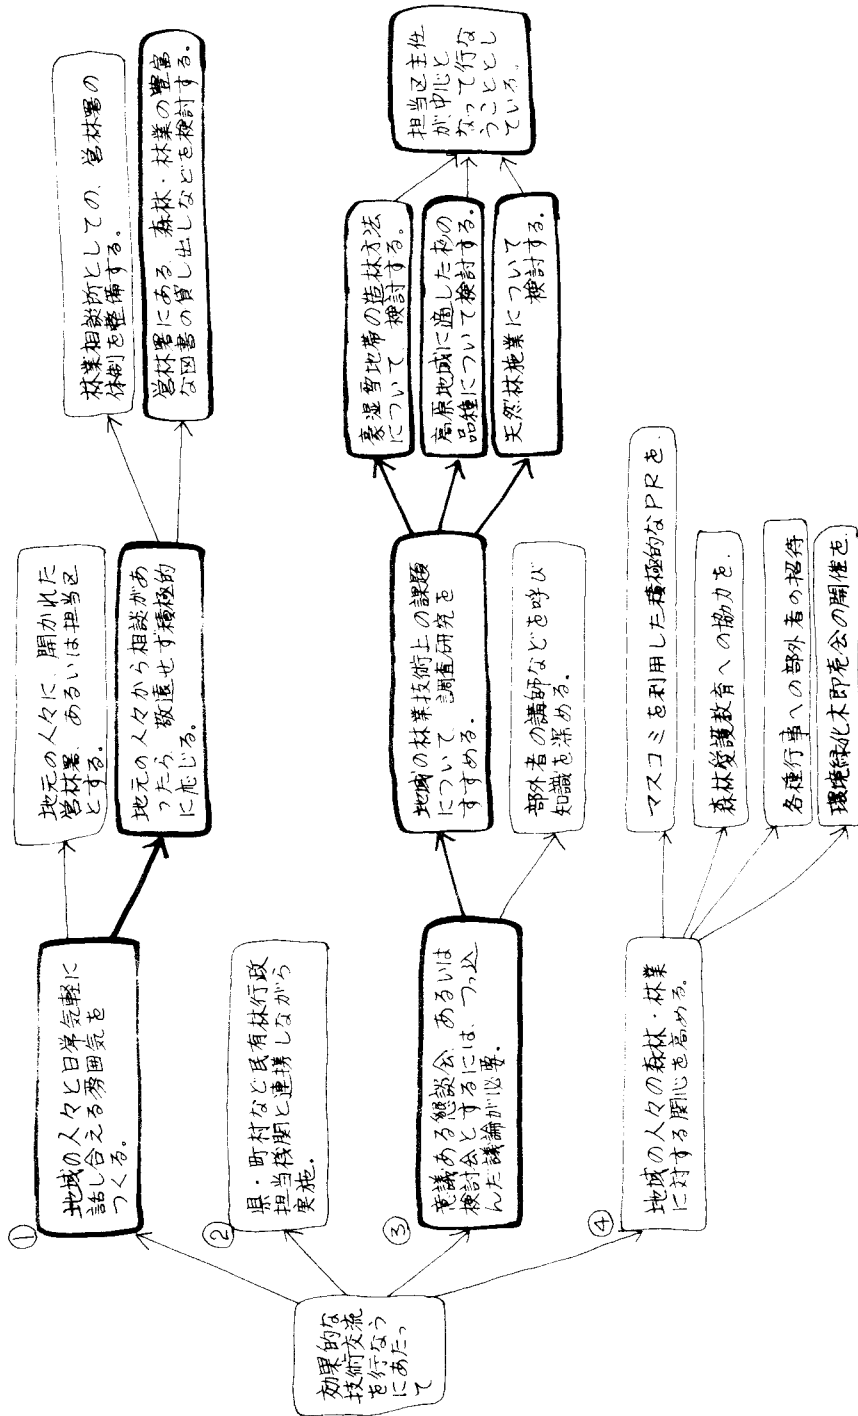 効果的な
技術交流
を行なう
にあたっ
て
①
地域の人々と日常気軽に
話し合える雰囲気を
つくる。
地元の人々に、開かれた
営林署、あるいは担当区
とする。
地元の人々から相談があ
ったら、敬遠せず積極的
に応じる。
林業相談所としての、営林署の
体制を整備する。
営林署にある、森林・林業の豊富
な図書の貸し出しなどを検討する。
②
県・町村など民有林行政
担当機関と連携しながら
実施。
③
意議ある懇談会、あるいは
検討会とするには、つっ込
んだ議論が必要。
地域の林業技術上の課題
について、調査研究を
すすめる。
豪湿雪地帯の造林方法
について、検討する。
高原地域に適した杉の
品種について検討する。
天然林施業について
検討する。
担当区主任
が中心と
なって行な
うこととし
ている。
部外者の講師などを呼び
知識を深める。
④
地域の人々の森林・林業
に対する関心を高める。
マスコミを利用した積極的なPRを.
森林愛護教育への協力を.
各種行事への部外者の招待
環境緑化木即売会の開催を.